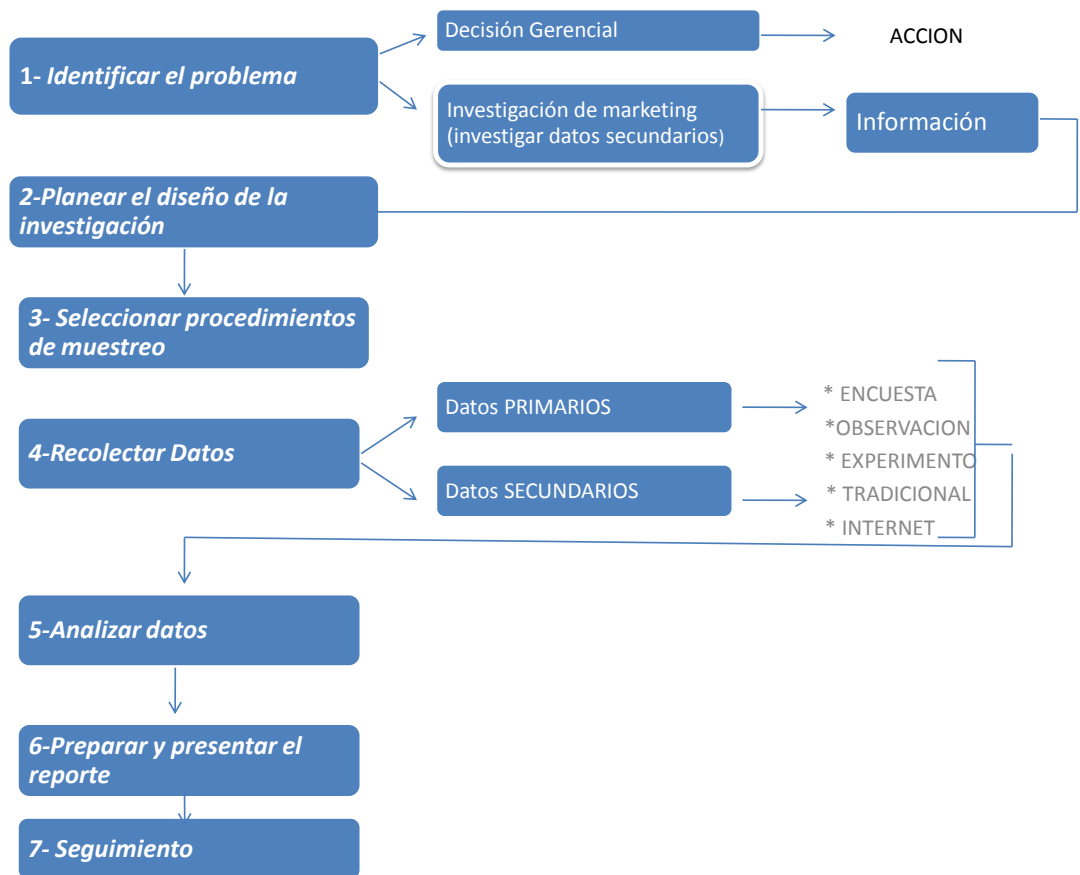 Decisión Gerencial
ACCION
1- Identificar el problema
Investigación de marketing
(investigar datos secundarios)
Información
2-Planear el diseño de la
investigación
3- Seleccionar procedimientos
de muestreo
4-Recolectar Datos
Datos PRIMARIOS
Datos SECUNDARIOS
* ENCUESTA
*OBSERVACION
* EXPERIMENTO
* TRADICIONAL
* INTERNET
5-Analizar datos
6-Preparar y presentar el
reporte
7- Seguimiento